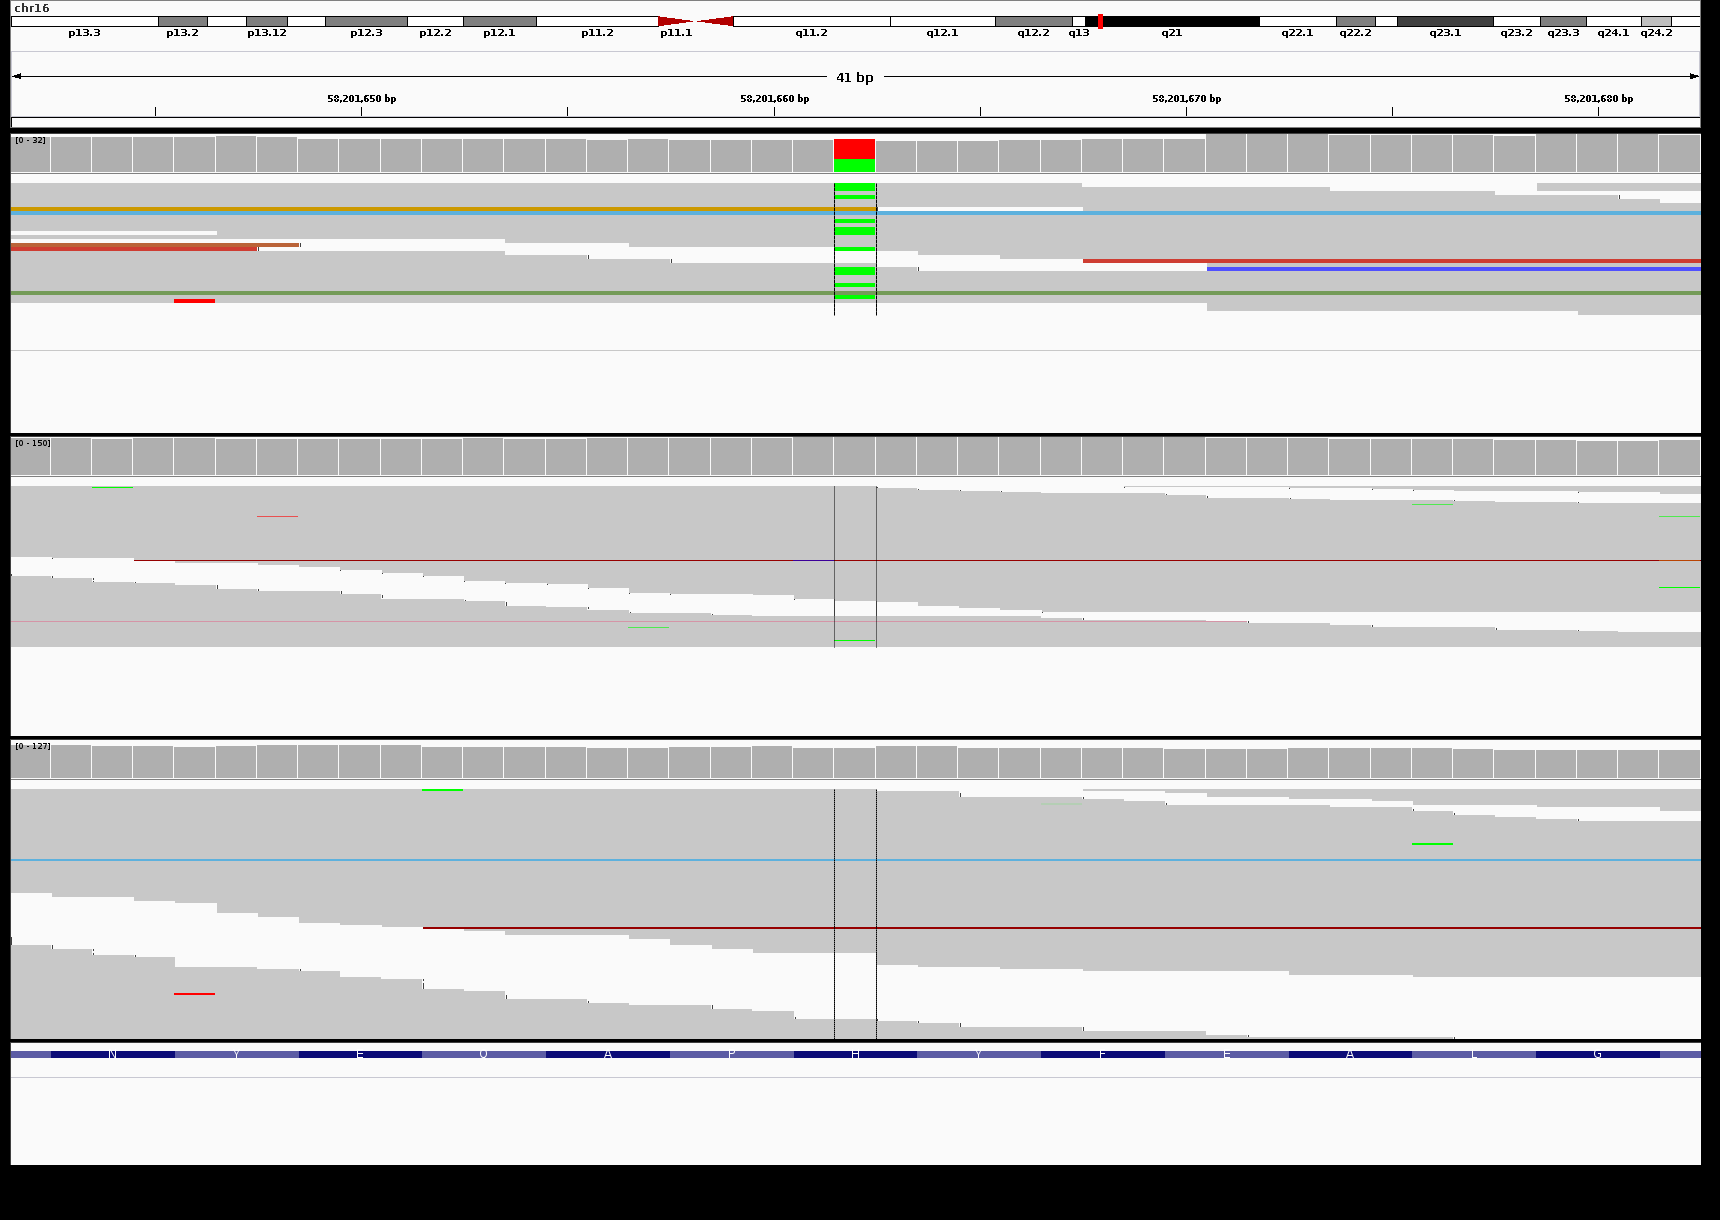 chr16
p13.3 p13.2 p13.12 p12.3 p12.2 p12.1 p11.2 p11.1 q11.2 q12.1 q12.2 q13 q21 q22.1 q22.2 q23.1 q23.2 q23.3 q24.1 q24.2
41 bp
58,201,650 bp 58,201,660 bp 58,201,670 bp 58,201,680 bp
[0 - 32]
[0 - 150]
[0 - 127]
N Y E Q A P H Y F E A L G